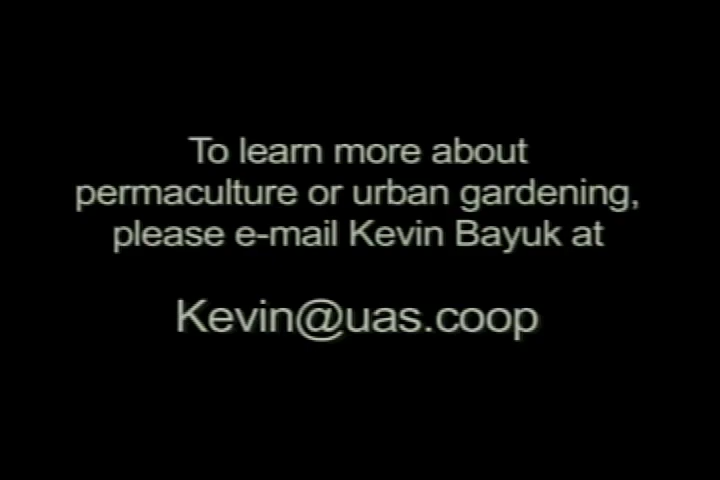 To learn more about
permaculture or urban gardening,
please e-mail Kevin Bayuk at
Kevin@uas.coop